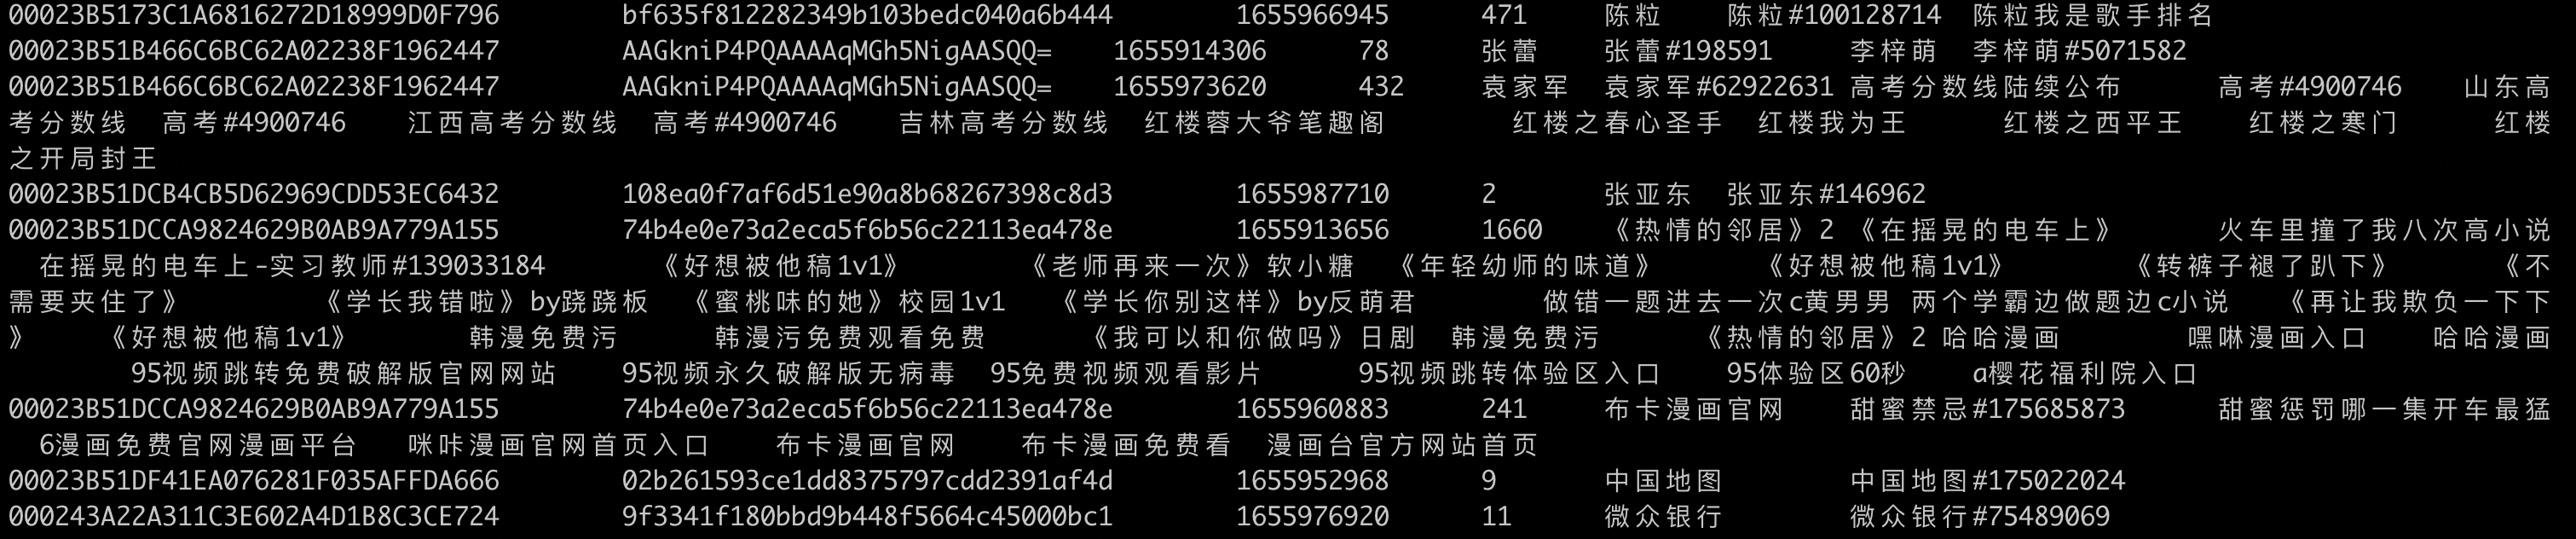 00023B5173C1A6816272D18999D0F796 bf635f812282349b103bedc040a6b444 1655966945 471 陈粒 陈粒#100128714 陈粒我是歌手排名
00023B51B466C6BC62A02238F1962447 AAGkniP4PQAAAAqMGh5NigAASQQ= 1655914306 78 张蕾 张蕾#198591 李梓萌 李梓萌#5071582
00023B51B466C6BC62A02238F1962447 AAGkniP4PQAAAAqMGh5NigAASQQ= 1655973620 432 袁家军 袁家军#62922631 高考分数线陆续公布 高考#4900746 山东高
考分数线 高考#4900746 江西高考分数线 高考#4900746 吉林高考分数线 红楼蓉大爷笔趣阁 红楼之春心圣手 红楼我为王 红楼之西平王 红楼之寒门 红楼
之开局封王
00023B51DCB4CB5D62969CDD53EC6432 108ea0f7af6d51e90a8b68267398c8d3 1655987710 2 张亚东 张亚东#146962
00023B51DCCA9824629B0AB9A779A155 74b4e0e73a2eca5f6b56c22113ea478e 1655913656 1660 《热情的邻居》2 《在摇晃的电车上》 火车里撞了我八次高小说
在摇晃的电车上-实习教师#139033184 《好想被他稿1v1》 《老师再来一次》软小糖 《年轻幼师的味道》 《好想被他稿1v1》 《转裤子褪了趴下》 《不
需要夹住了》 《学长我错啦》by跷跷板 《蜜桃味的她》校园1v1 《学长你别这样》by反萌君 做错一题进去一次c黄男男 两个学霸边做题边c小说 《再让我欺负一下下
》 《好想被他稿1v1》 韩漫免费污 韩漫污免费观看免费 《我可以和你做吗》日剧 韩漫免费污 《热情的邻居》2 哈哈漫画 嘿啉漫画入口 哈哈漫画
95视频跳转免费破解版官网网站 95视频永久破解版无病毒 95免费视频观看影片 95视频跳转体验区入口 95体验区60秒 a樱花福利院入口
00023B51DCCA9824629B0AB9A779A155 74b4e0e73a2eca5f6b56c22113ea478e 1655960883 241 布卡漫画官网 甜蜜禁忌#175685873 甜蜜惩罚哪一集开车最猛
6漫画免费官网漫画平台 咪咔漫画官网首页入口 布卡漫画官网 布卡漫画免费看 漫画台官方网站首页
00023B51DF41EA076281F035AFFDA666 02b261593ce1dd8375797cdd2391af4d 1655952968 9 中国地图 中国地图#175022024
000243A22A311C3E602A4D1B8C3CE724 9f3341f180bbd9b448f5664c45000bc1 1655976920 11 微众银行 微众银行#75489069